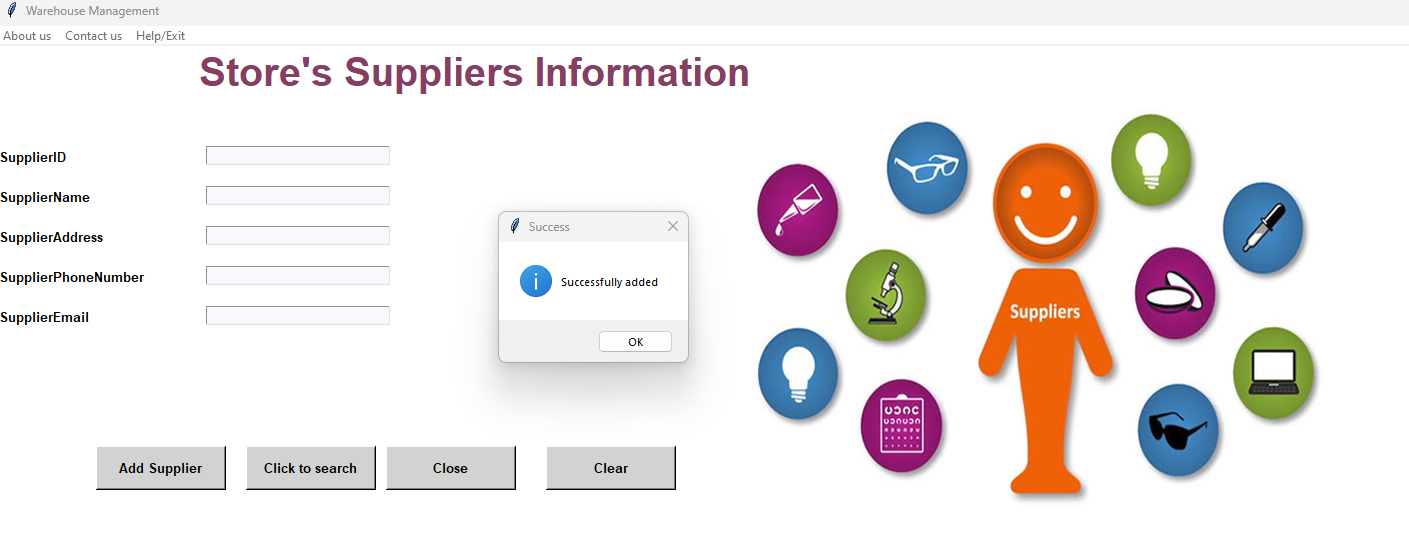 Warehouse Management
About us Contact us Help/Exit
Store's Suppliers Information
SupplierID
SupplierName
SupplierAddress
SupplierPhoneNumber
SupplierEmail
Success
Successfully added
OK
Suppliers
Add Supplier Click to search Close Clear